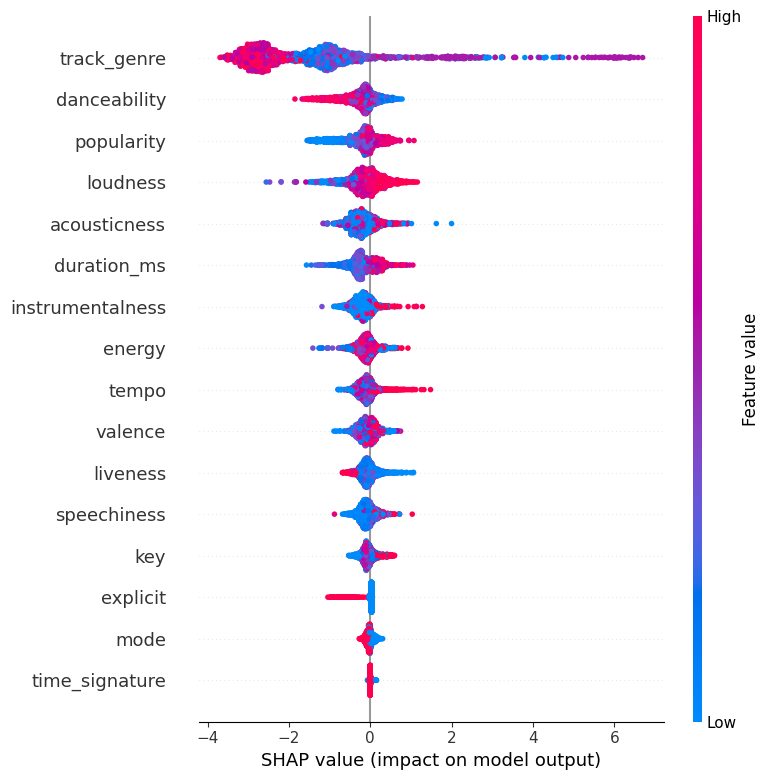 High
track_genre
danceability
popularity
loudness
acousticness
duration_ms
instrumentalness
energy
tempo
valence
liveness
speechiness
key
explicit
mode
time_signature
Feature value
Low
−4 −2 0 2 4 6
SHAP value (impact on model output)